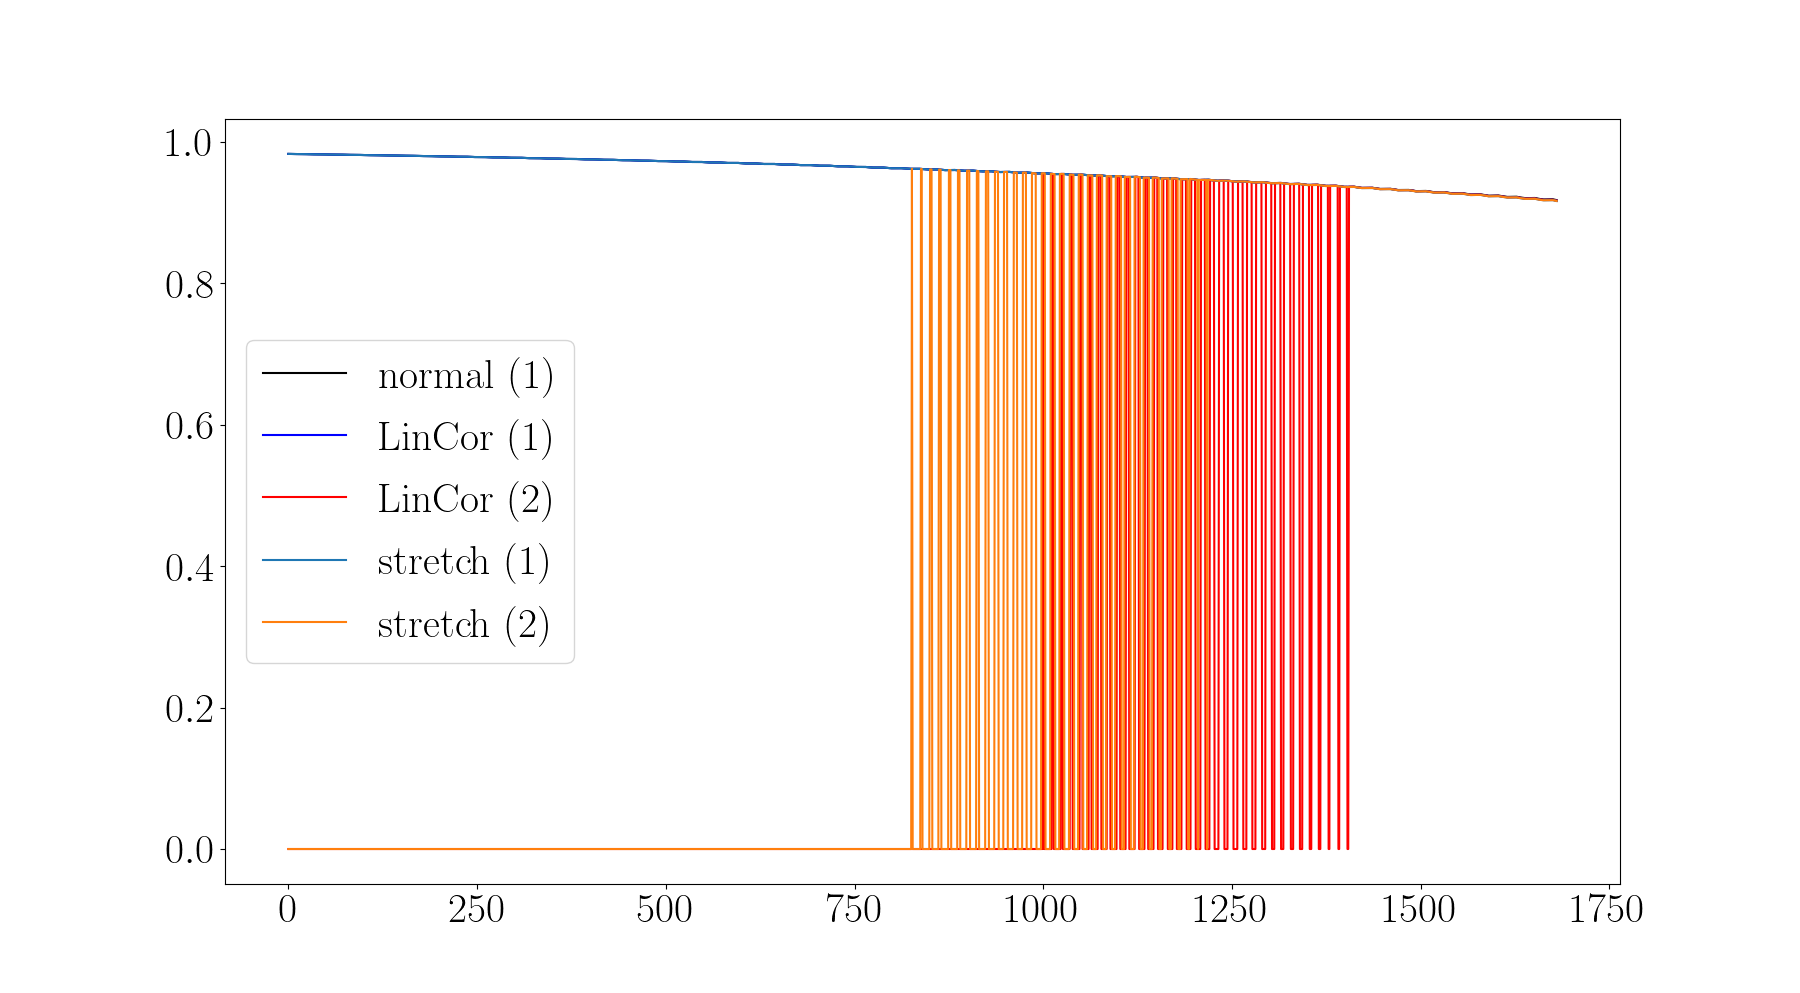 1.0
0.8
0.6
0.4
0.2
0.0
normal (1)
LinCor (1)
LinCor (2)
stretch (1)
stretch (2)
0 250 500 750 1000 1250 1500 1750